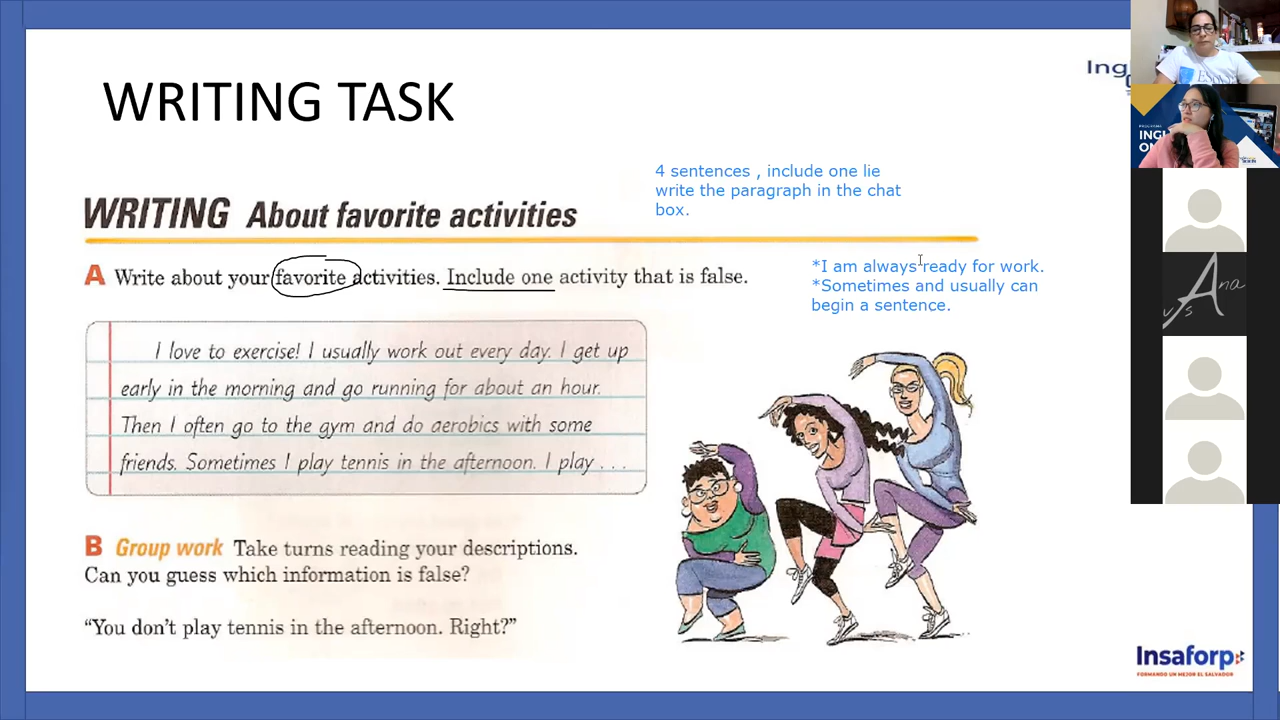 WRITING TASK
Ing
4 sentences , include one lie
write the paragraph in the chat
box.
WRITING About favorite activities
A Write about your favorite activities. Include one activity that is false.
*I am always ready for work.
*Sometimes and usually can
begin a sentence.
I love to exercise! I usually work out every day. I get up
early in the morning and go running for about an hour.
Then I often go to the gym and do aerobics with some
friends. Sometimes I play tennis in the afternoon. I play . . .
B Group work Take turns reading your descriptions.
Can you guess which information is false?
“You don’t play tennis in the afternoon. Right?”
INGL
ON
Ana
Insaforp
FORMANDO UN MEJOR EL SALVADOR